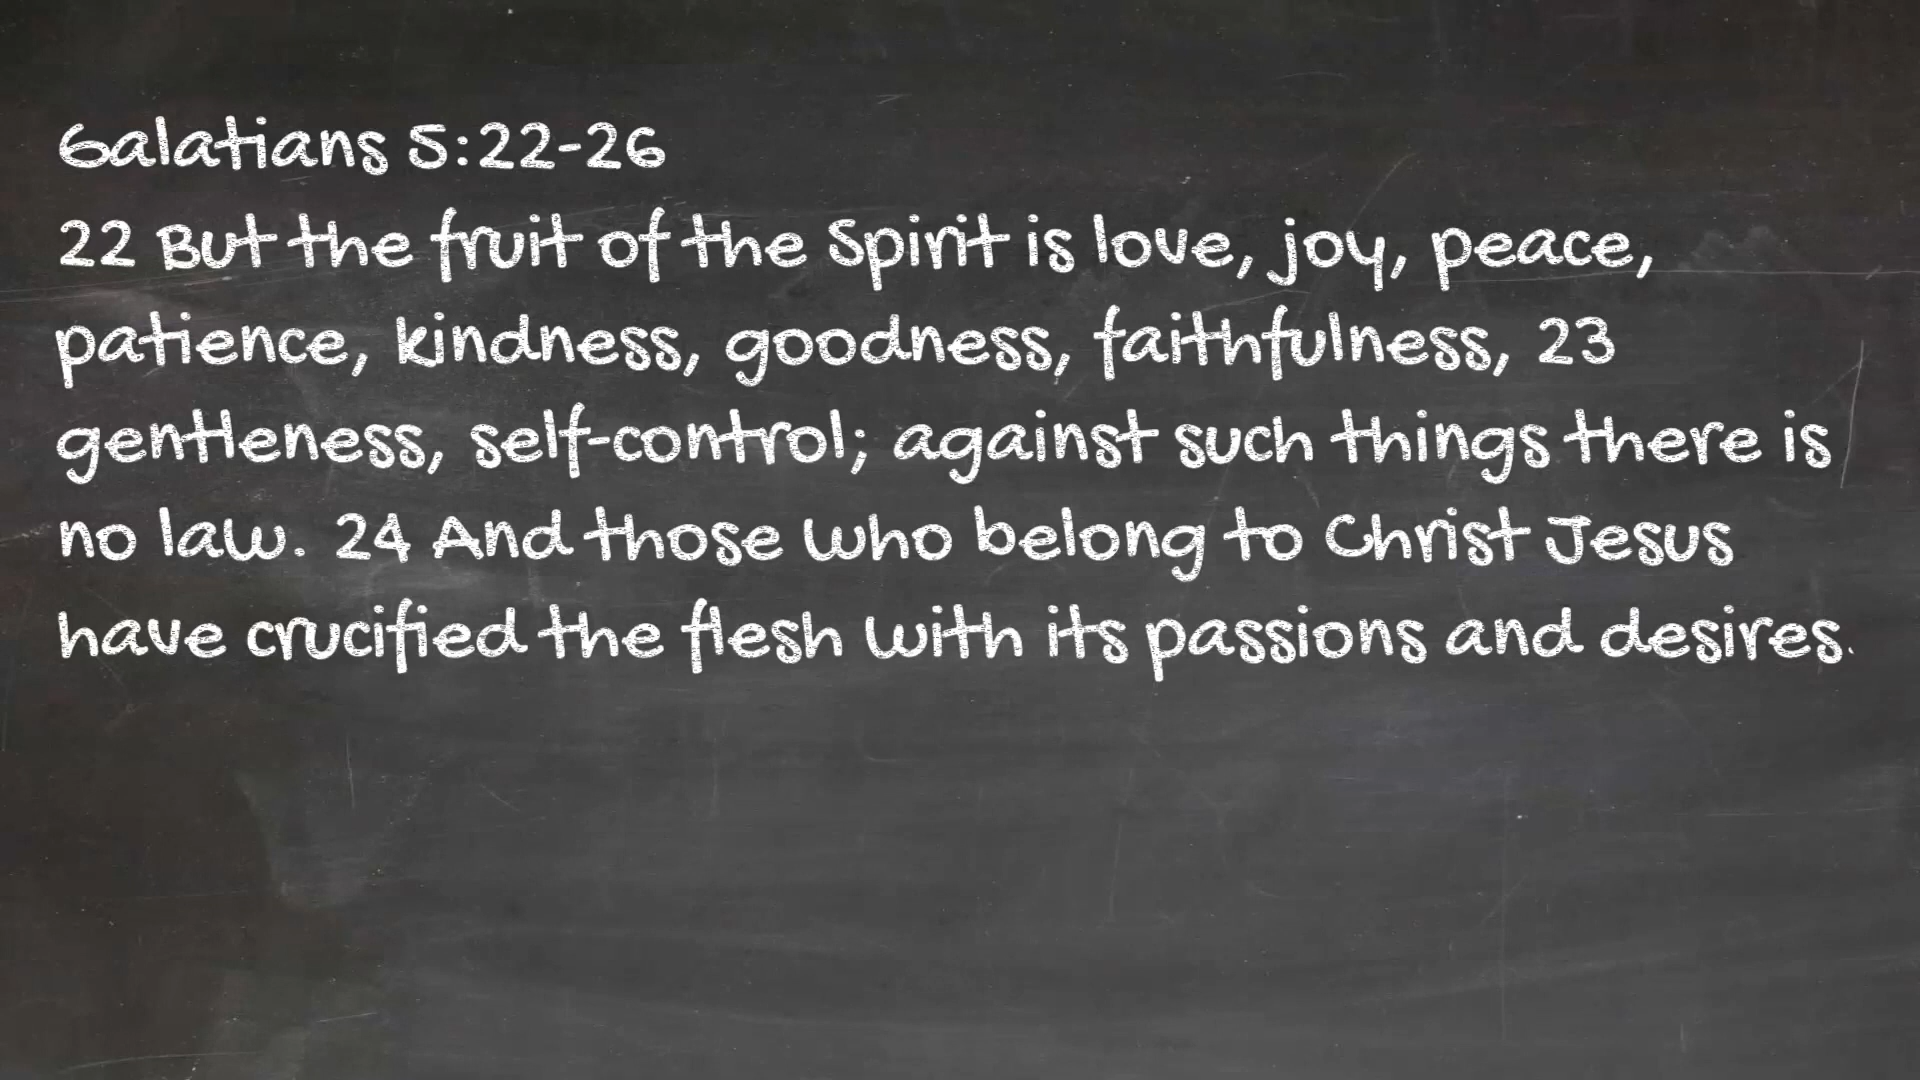 Galatians 5:22-26
22 But the fruit of the Spirit is love, joy, peace,
patience, kindness, goodness, faithfulness, 23
gentleness, self-control; against such things there is
no law. 24 And those who belong to Christ Jesus
have crucified the flesh with its passions and desires.